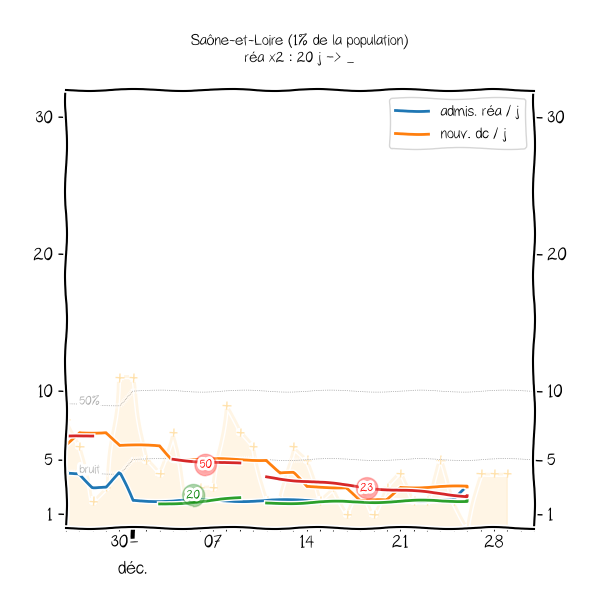 Saône-et-Loire (1% de la population)
réa x2 : 20 j -> _
admis. réa / j
nouv. dc / j
30 30
20 20
10 10
50%
5 5
50
bruit
23
20
1 1
30 07 14 21 28
déc.